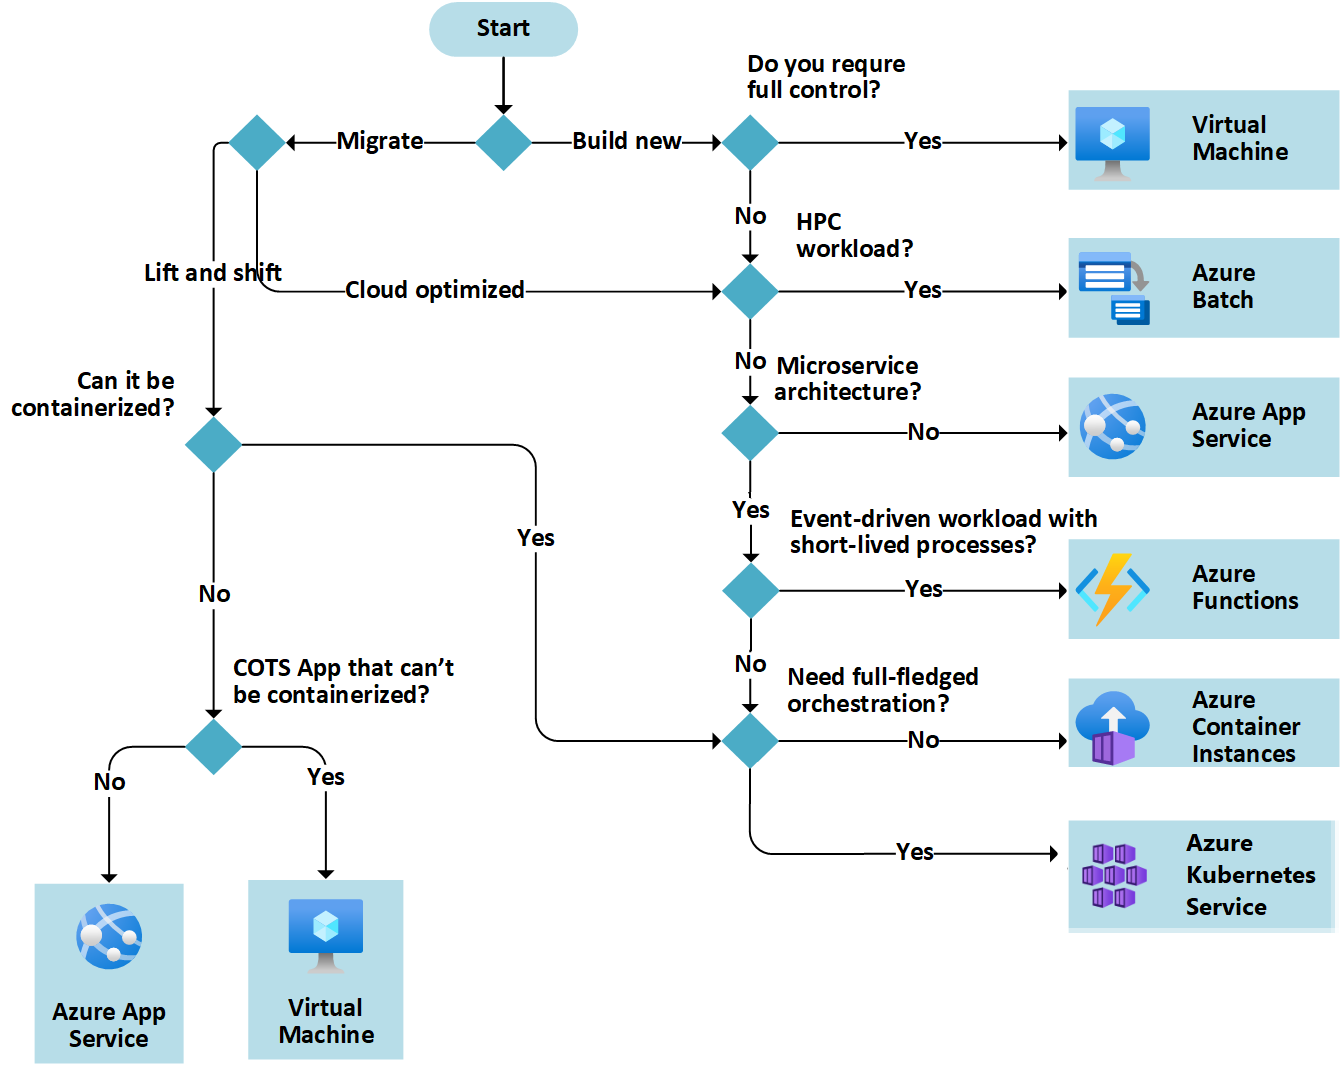 Start
Do you requre
full control?
Migrate
Build new
Yes
Virtual
Machine
No
HPC
workload?
Lift and shift
Cloud optimized
Yes
Azure
Batch
No
Microservice
architecture?
Can it be
containerized?
No
Azure App
Service
Yes
Event-driven workload with
short-lived processes?
Yes
Yes
Azure
Functions
No
No
COTS App that can’t
be containerized?
Need full-fledged
orchestration?
No
Azure
Container
Instances
No
Yes
Yes
Azure
Kubernetes
Service
Azure App
Service
Virtual
Machine